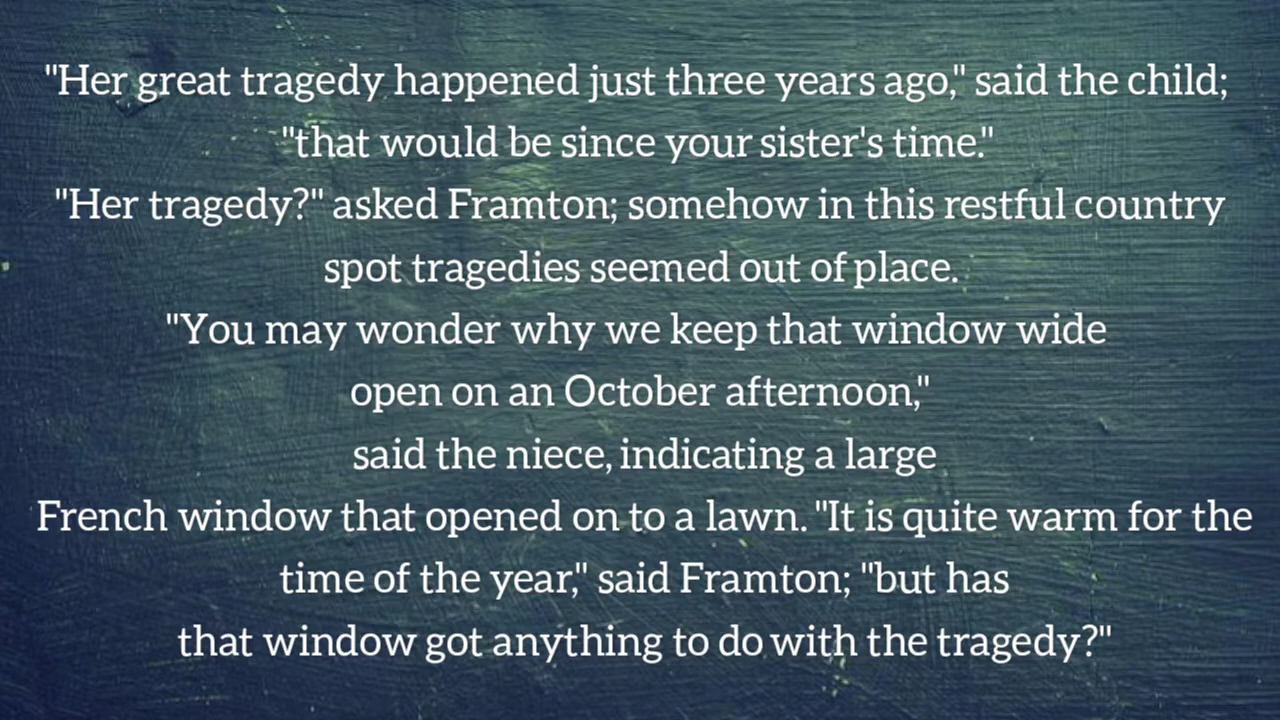 "Her great tragedy happened just three years ago," said the child;
"that would be since your sister's time."
"Her tragedy?" asked Framton; somehow in this restful country
spot tragedies seemed out of place.
"You may wonder why we keep that window wide
open on an October afternoon,"
said the niece, indicating a large
French window that opened on to a lawn. "It is quite warm for the
time of the year," said Framton; "but has
that window got anything to do with the tragedy?"